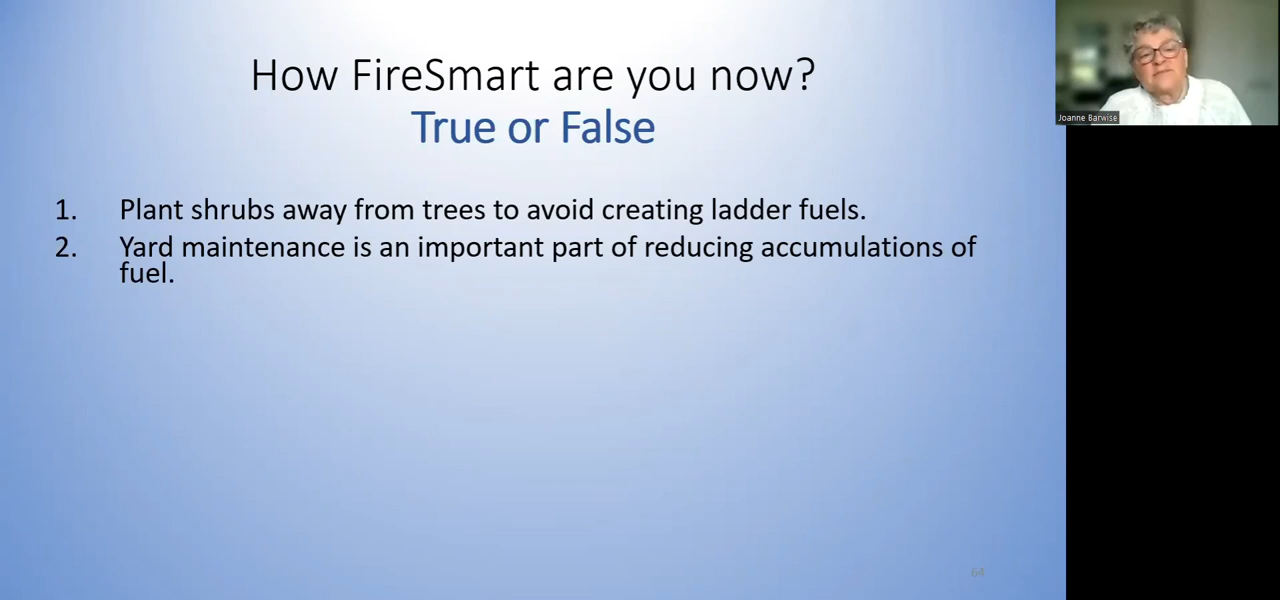 How FireSmart are you now?
True or False
1. Plant shrubs away from trees to avoid creating ladder fuels.
2. Yard maintenance is an important part of reducing accumulations of
fuel.
64
Joanne Barwise